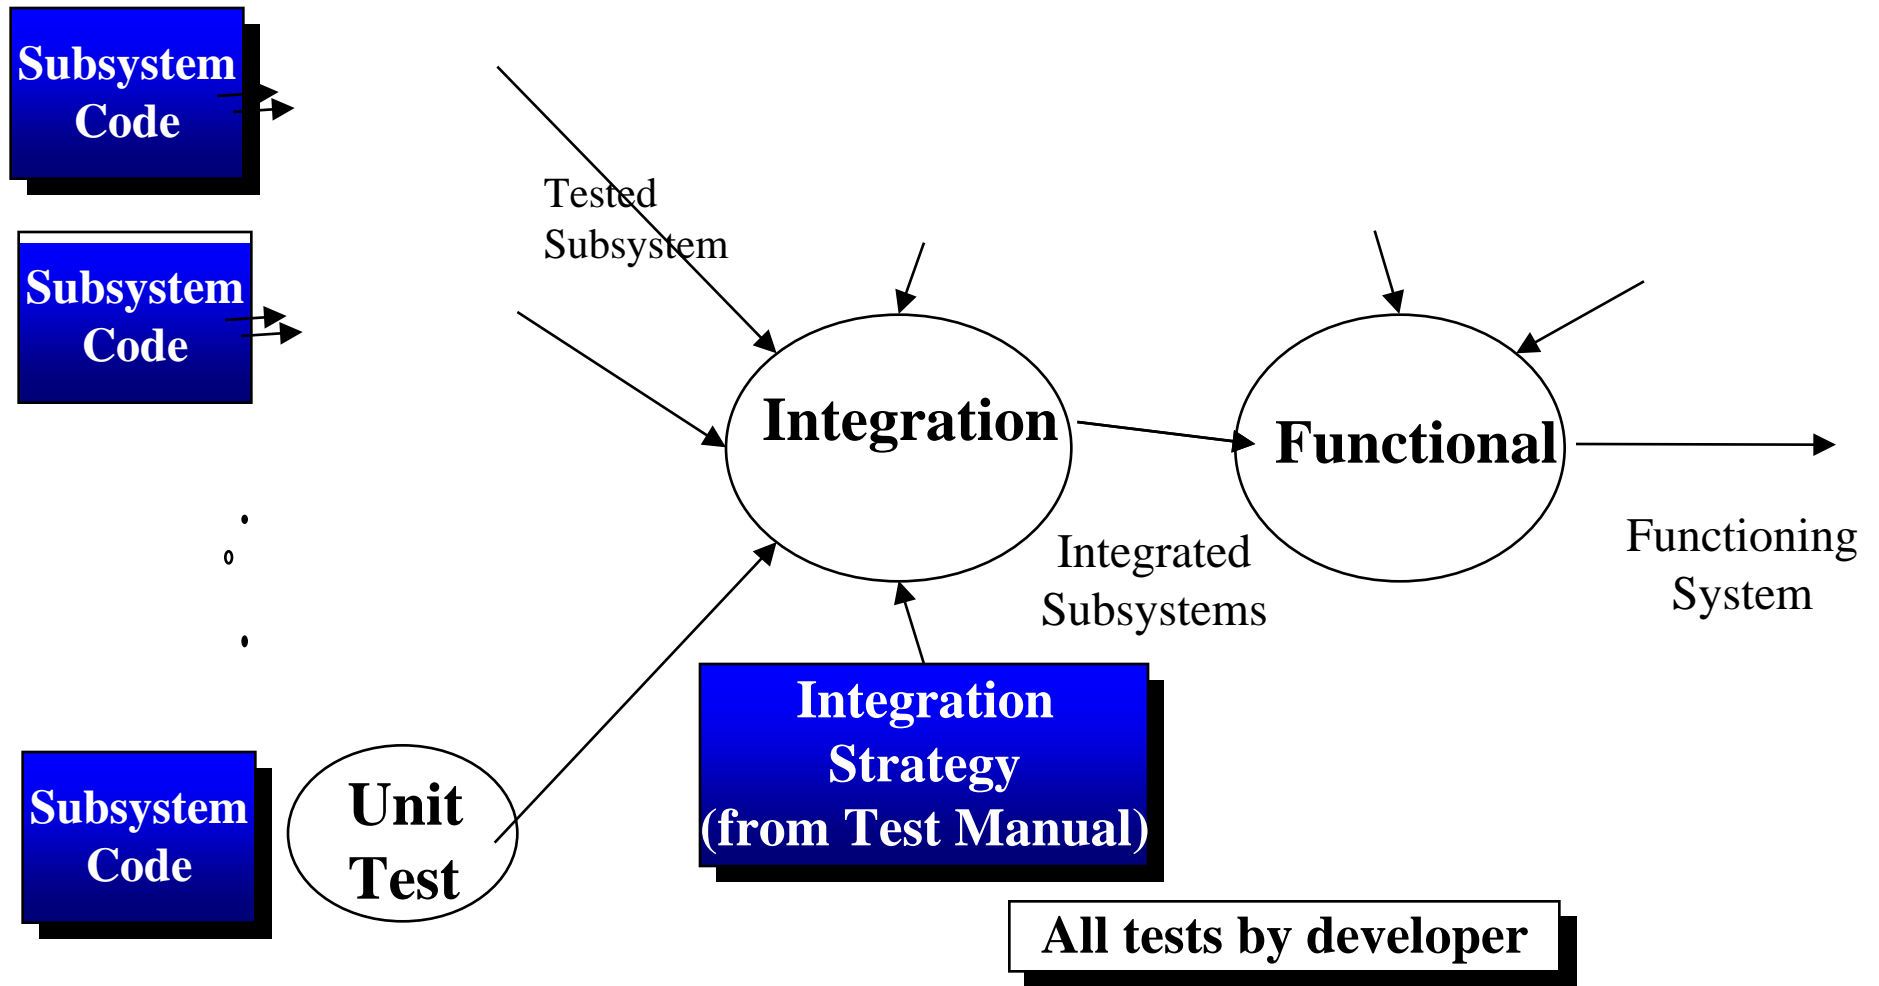 Subsystem
Code
Tested
Subsystem
Subsystem
Code
Integration
Functional
Integrated
Subsystems
Functioning
System
Integration
Strategy
(from Test Manual)
Subsystem
Code
Unit
Test
All tests by developer